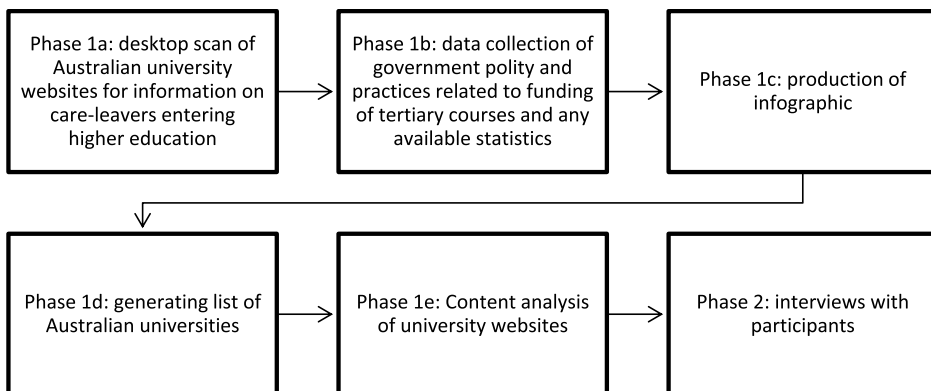 Phase 1a: desktop scan of
Australian university
websites for information on
care-leavers entering
higher education
Phase 1b: data collection of
government polity and
practices related to funding
of tertiary courses and any
available statistics
Phase 1c: production of
infographic
Phase 1d: generating list of
Australian universities
Phase 1e: Content analysis
of university websites
Phase 2: interviews with
participants